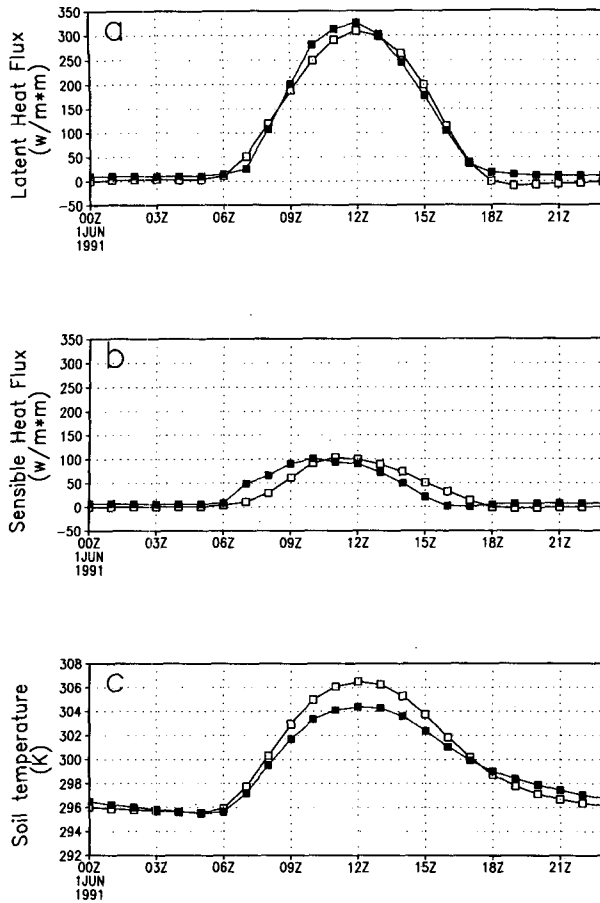 a
Latent Heat Flux
(w/m*m)
350
300
250
200
150
100
50
0
-50
00Z 03Z 06Z 09Z 12Z 15Z 18Z 21Z
1JUN
1991
b
Sensible Heat Flux
(w/m*m)
350
300
250
200
150
100
50
0
-50
00Z 03Z 06Z 09Z 12Z 15Z 18Z 21Z
1JUN
1991
c
Soil temperature
(K)
308
306
304
302
300
298
296
294
292
00Z 03Z 06Z 09Z 12Z 15Z 18Z 21Z
1JUN
1991